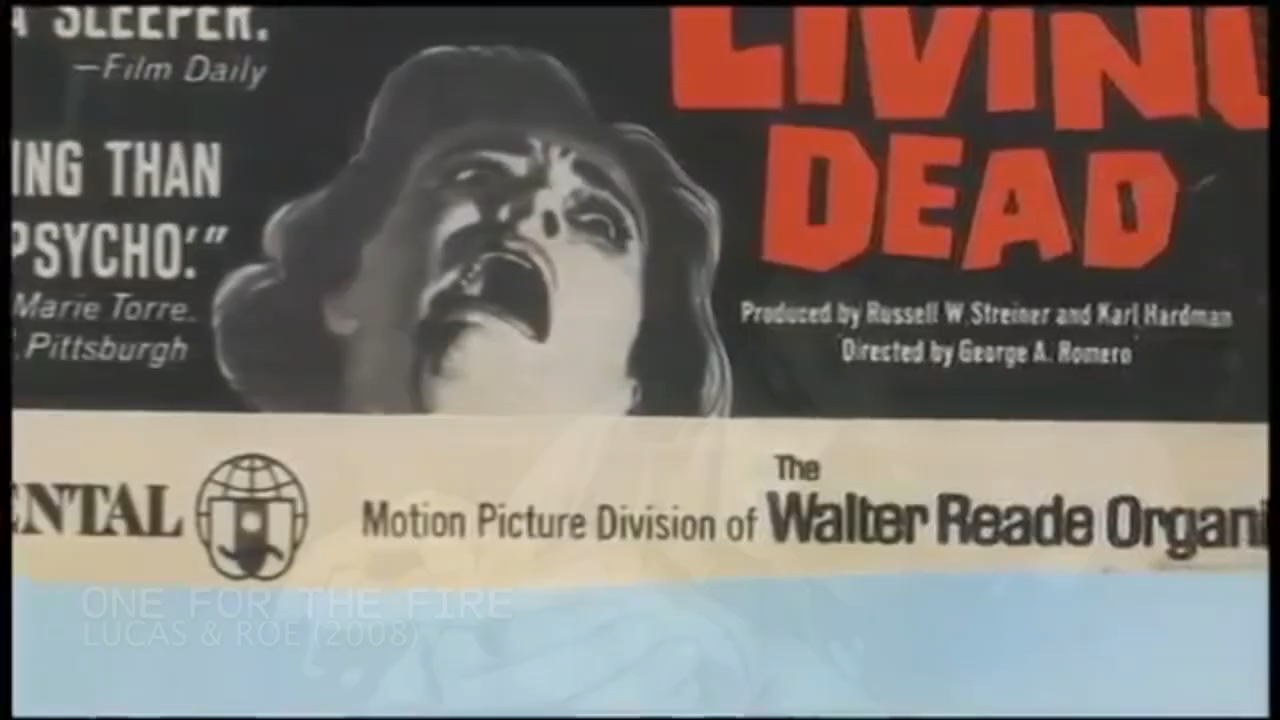 A SLEEPER.
—Film Daily
ING THAN
PSYCHO.'"
Marie Torre.
. Pittsburgh
LIVING
DEAD
Produced by Russell W. Streiner and Karl Hardman
Directed by George A. Romero
ENTAL
Motion Picture Division of The Walter Reade Organi
ONE FOR THE FIRE
LUCAS & ROE (2008)